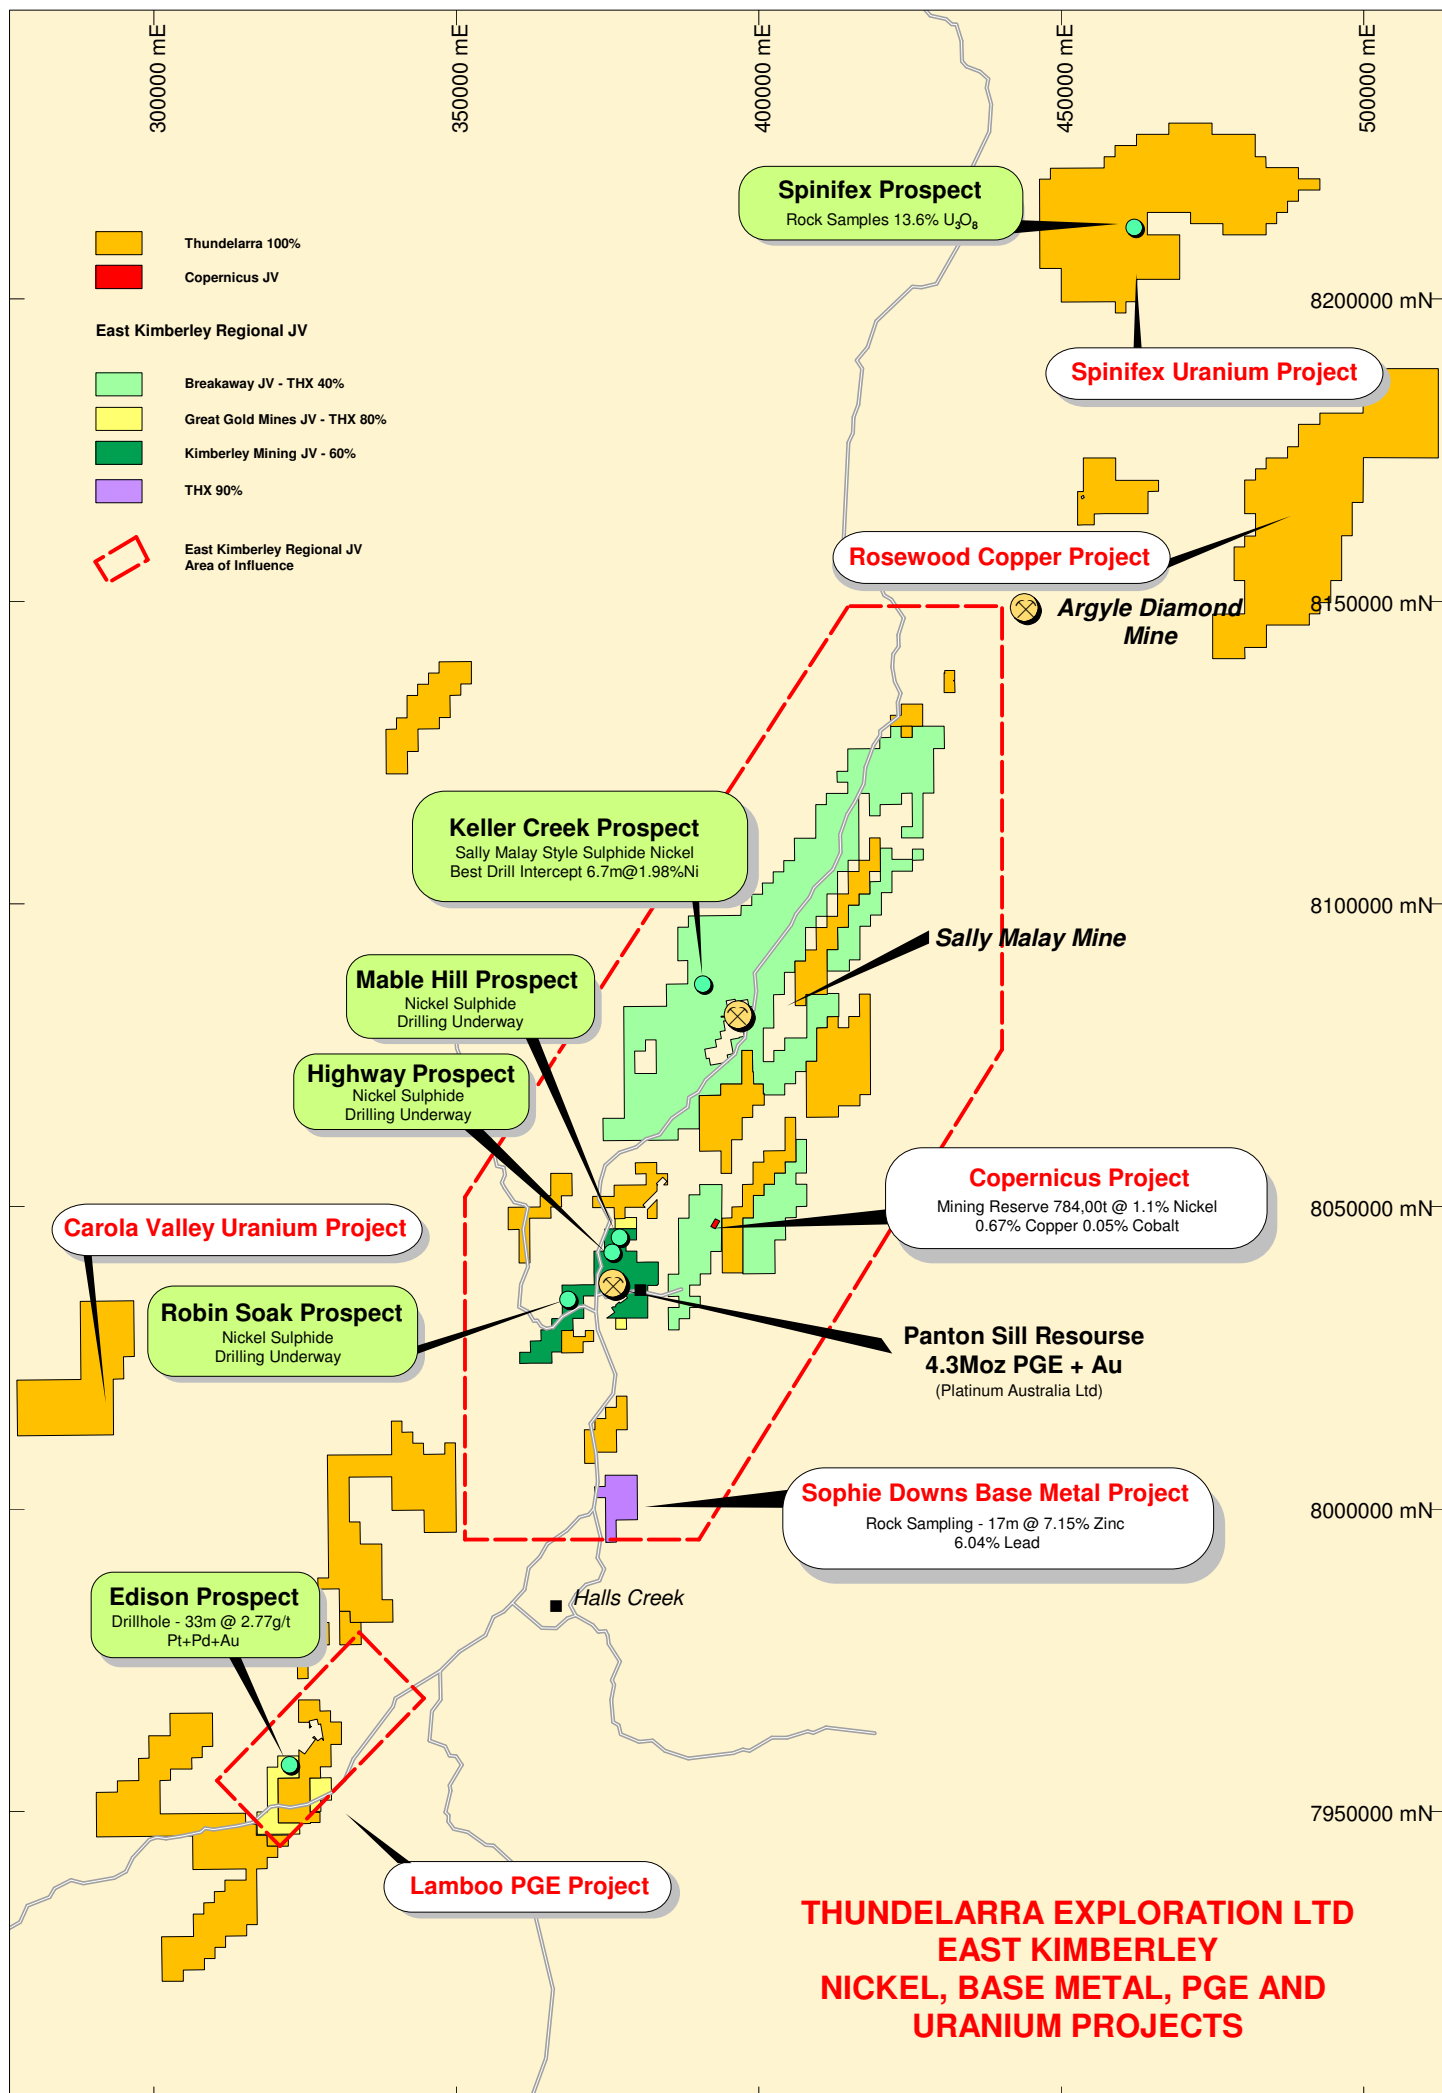 300000 mE
350000 mE
400000 mE
450000 mE
500000 mE
Spinifex Prospect
Rock Samples 13.6% U₃O₈
Thundelarra 100%
Copernicus JV
East Kimberley Regional JV
Breakaway JV - THX 40%
Great Gold Mines JV - THX 80%
Kimberley Mining JV - 60%
THX 90%
East Kimberley Regional JV
Area of Influence
8200000 mN
Spinifex Uranium Project
Rosewood Copper Project
Argyle Diamond
Mine
8150000 mN
Keller Creek Prospect
Sally Malay Style Sulphide Nickel
Best Drill Intercept 6.7m@1.98%Ni
8100000 mN
Sally Malay Mine
Mable Hill Prospect
Nickel Sulphide
Drilling Underway
Highway Prospect
Nickel Sulphide
Drilling Underway
Copernicus Project
Mining Reserve 784,00t @ 1.1% Nickel
0.67% Copper 0.05% Cobalt
8050000 mN
Carola Valley Uranium Project
Robin Soak Prospect
Nickel Sulphide
Drilling Underway
Panton Sill Resourse
4.3Moz PGE + Au
(Platinum Australia Ltd)
Sophie Downs Base Metal Project
Rock Sampling - 17m @ 7.15% Zinc
6.04% Lead
8000000 mN
Edison Prospect
Drillhole - 33m @ 2.77g/t
Pt+Pd+Au
Halls Creek
7950000 mN
Lamboo PGE Project
THUNDELARRA EXPLORATION LTD
EAST KIMBERLEY
NICKEL, BASE METAL, PGE AND
URANIUM PROJECTS